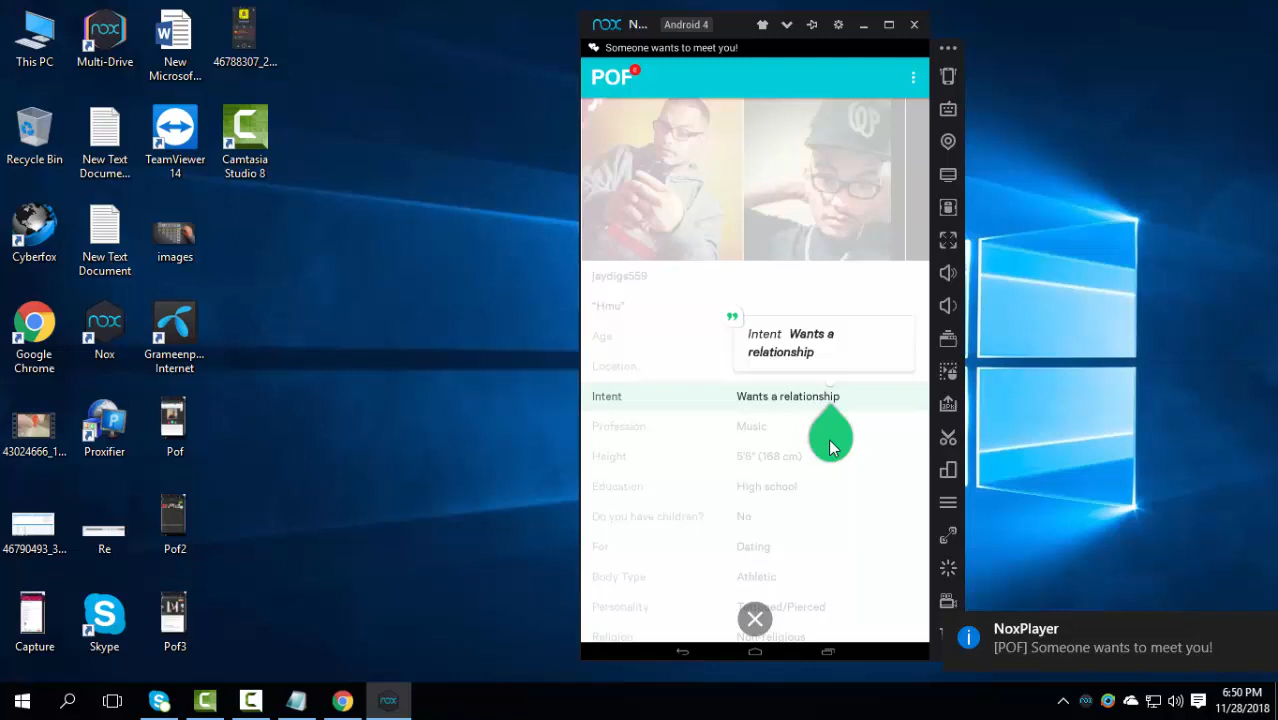 This PC
Multi-Drive
New
Microsof...
46788307_2...
Recycle Bin
New Text
Docume...
TeamViewer
14
Camtasia
Studio 8
Cyberfox
New Text
Document
images
Google
Chrome
Nox
Grameenp...
Internet
43024666_1...
Proxifier
Pof
46790493_3...
Re
Pof2
Capture
Skype
Pof3
nox
N...
Android 4
Someone wants to meet you!
POF
Jaydigs559
"Hmu"
Age
Location
Intent Wants a
relationship
Intent Wants a relationship
Profession Music
Height 5'6" (168 cm)
Education High school
Do you have children? No
For Dating
Body Type Athletic
Personality Tattooed/Pierced
Religion Non-religious
NoxPlayer
[POF] Someone wants to meet you!
6:50 PM
11/28/2018